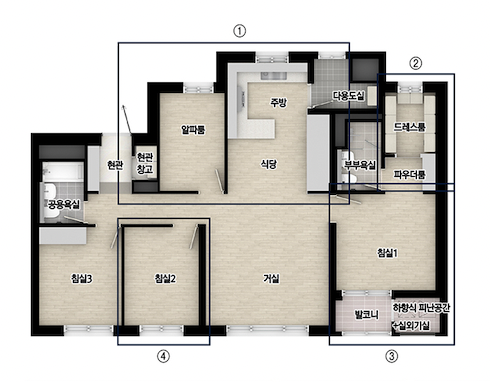 ①
②
다용도실
주방
드레스룸
알파룸
현관
현관
창고
식당
부부욕실
파우더룸
공용욕실
침실3
침실2
거실
침실1
발코니
하향식 피난공간
+실외기실
④
③